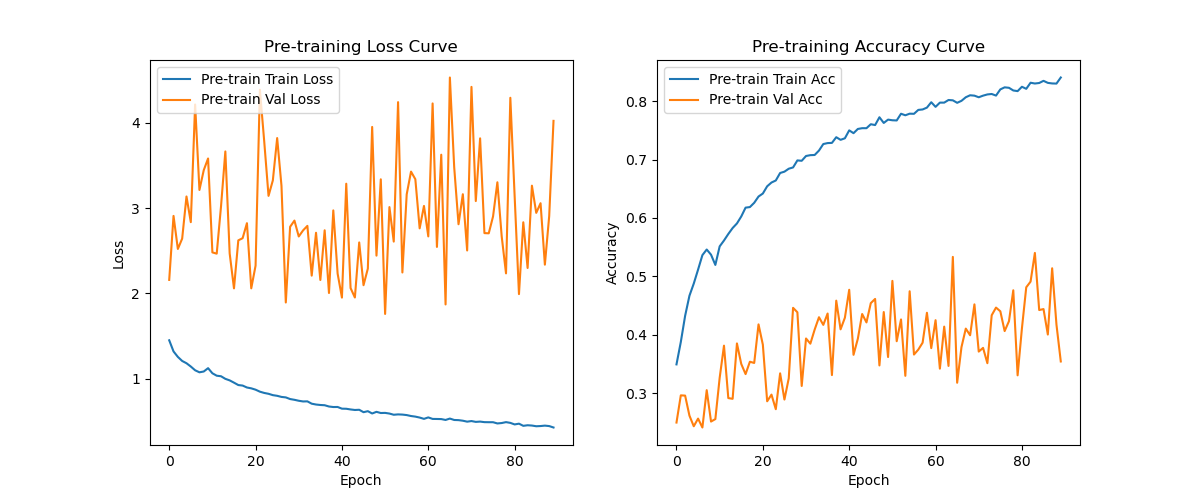 Pre-training Loss Curve
Pre-train Train Loss
Pre-train Val Loss
4
3
2
1
Loss
0
20
40
60
80
Epoch
Pre-training Accuracy Curve
Pre-train Train Acc
Pre-train Val Acc
0.8
0.7
0.6
0.5
0.4
0.3
Accuracy
0
20
40
60
80
Epoch